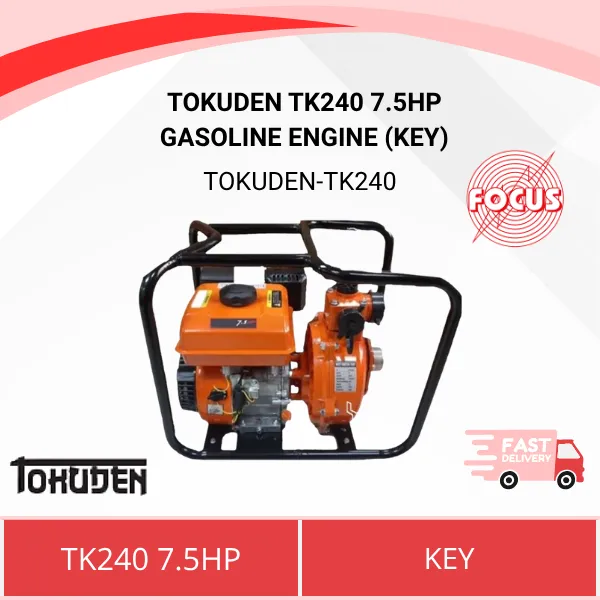 TOKUDEN TK240 7.5HP
GASOLINE ENGINE (KEY)
TOKUDEN-TK240
FOCUS
FAST
DELIVERY
TOKUDEN
TK240 7.5HP
KEY